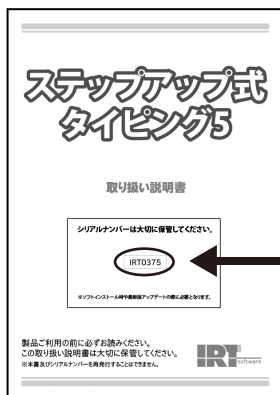 ステップアップ式
タイピング5
取り扱い説明書
シリアルナンバーは大切に保管してください。
IRT0375
※ソフトインストール時や最新版アップデートの際に必要となります。
製品ご利用の前に必ずお読みください。
この取り扱い説明書は大切に保管してください。
※本書及びシリアルナンバーを再発行することはできません。
IRT software